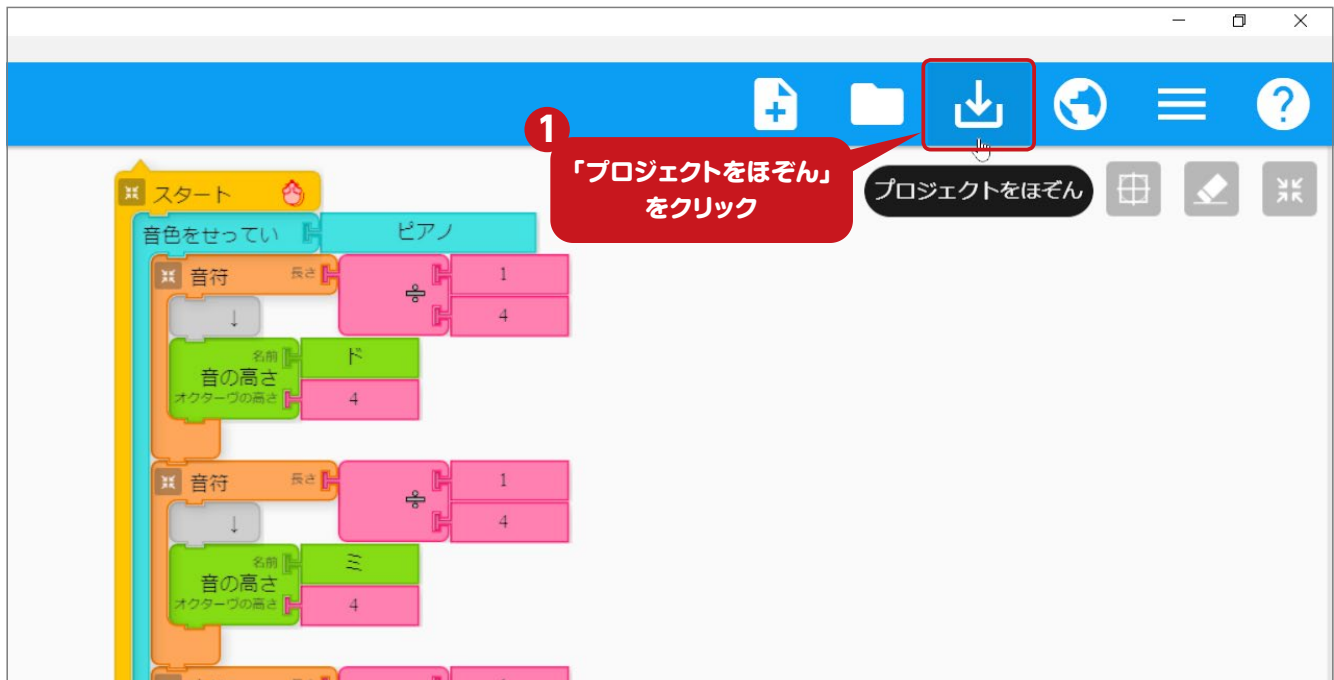 1
「プロジェクトをほぞん」
をクリック
プロジェクトをほぞん
スタート
音色をせってい ピアノ
音符 長さ ÷ 1
4
↓
名前 ド
音の高さ
オクターヴの高さ 4
音符 長さ ÷ 1
4
↓
名前 ミ
音の高さ
オクターヴの高さ 4